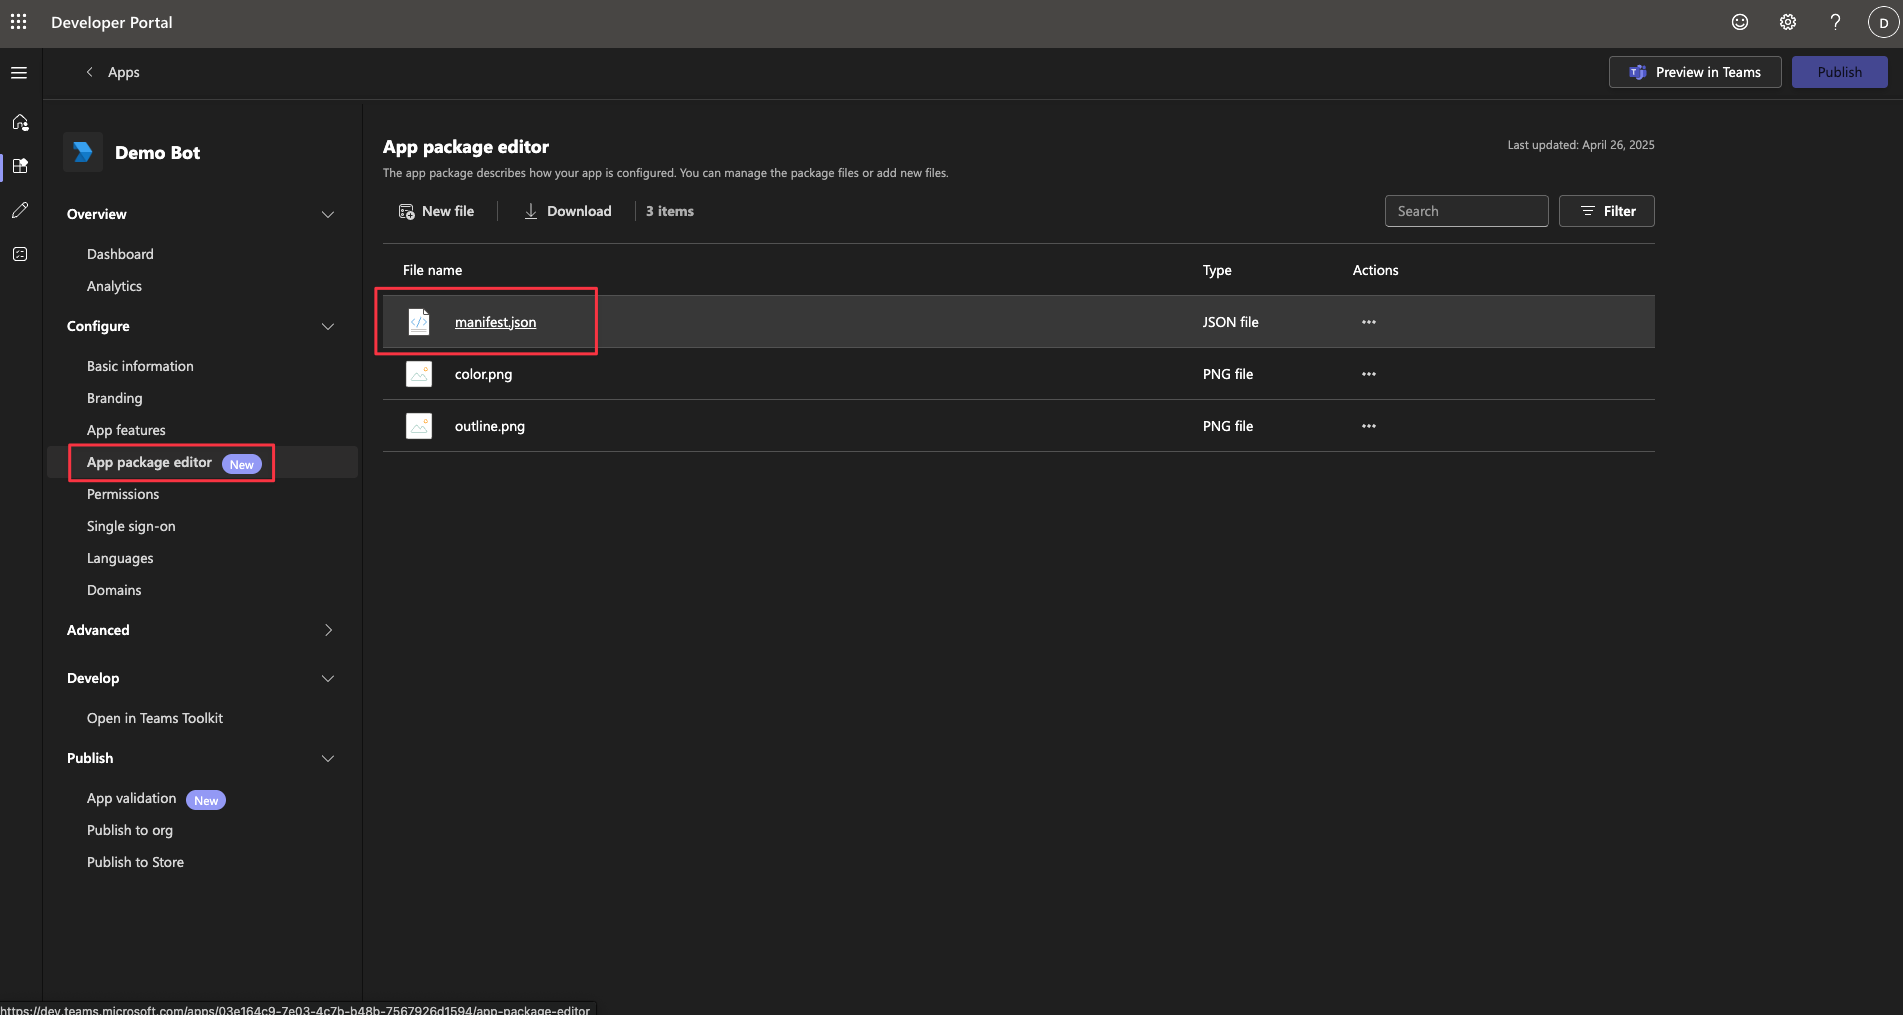 Developer Portal
D
Apps
Preview in Teams
Publish
Demo Bot
Overview
Dashboard
Analytics
Configure
Basic information
Branding
App features
App package editor New
Permissions
Single sign-on
Languages
Domains
Advanced
Develop
Open in Teams Toolkit
Publish
App validation New
Publish to org
Publish to Store
App package editor
Last updated: April 26, 2025
The app package describes how your app is configured. You can manage the package files or add new files.
New file
Download
3 items
Search
Filter
File name Type Actions
manifest.json JSON file
color.png PNG file
outline.png PNG file
https://dev.teams.microsoft.com/apps/03e164c9-7e03-4c7b-b48b-7567926d1594/app-package-editor